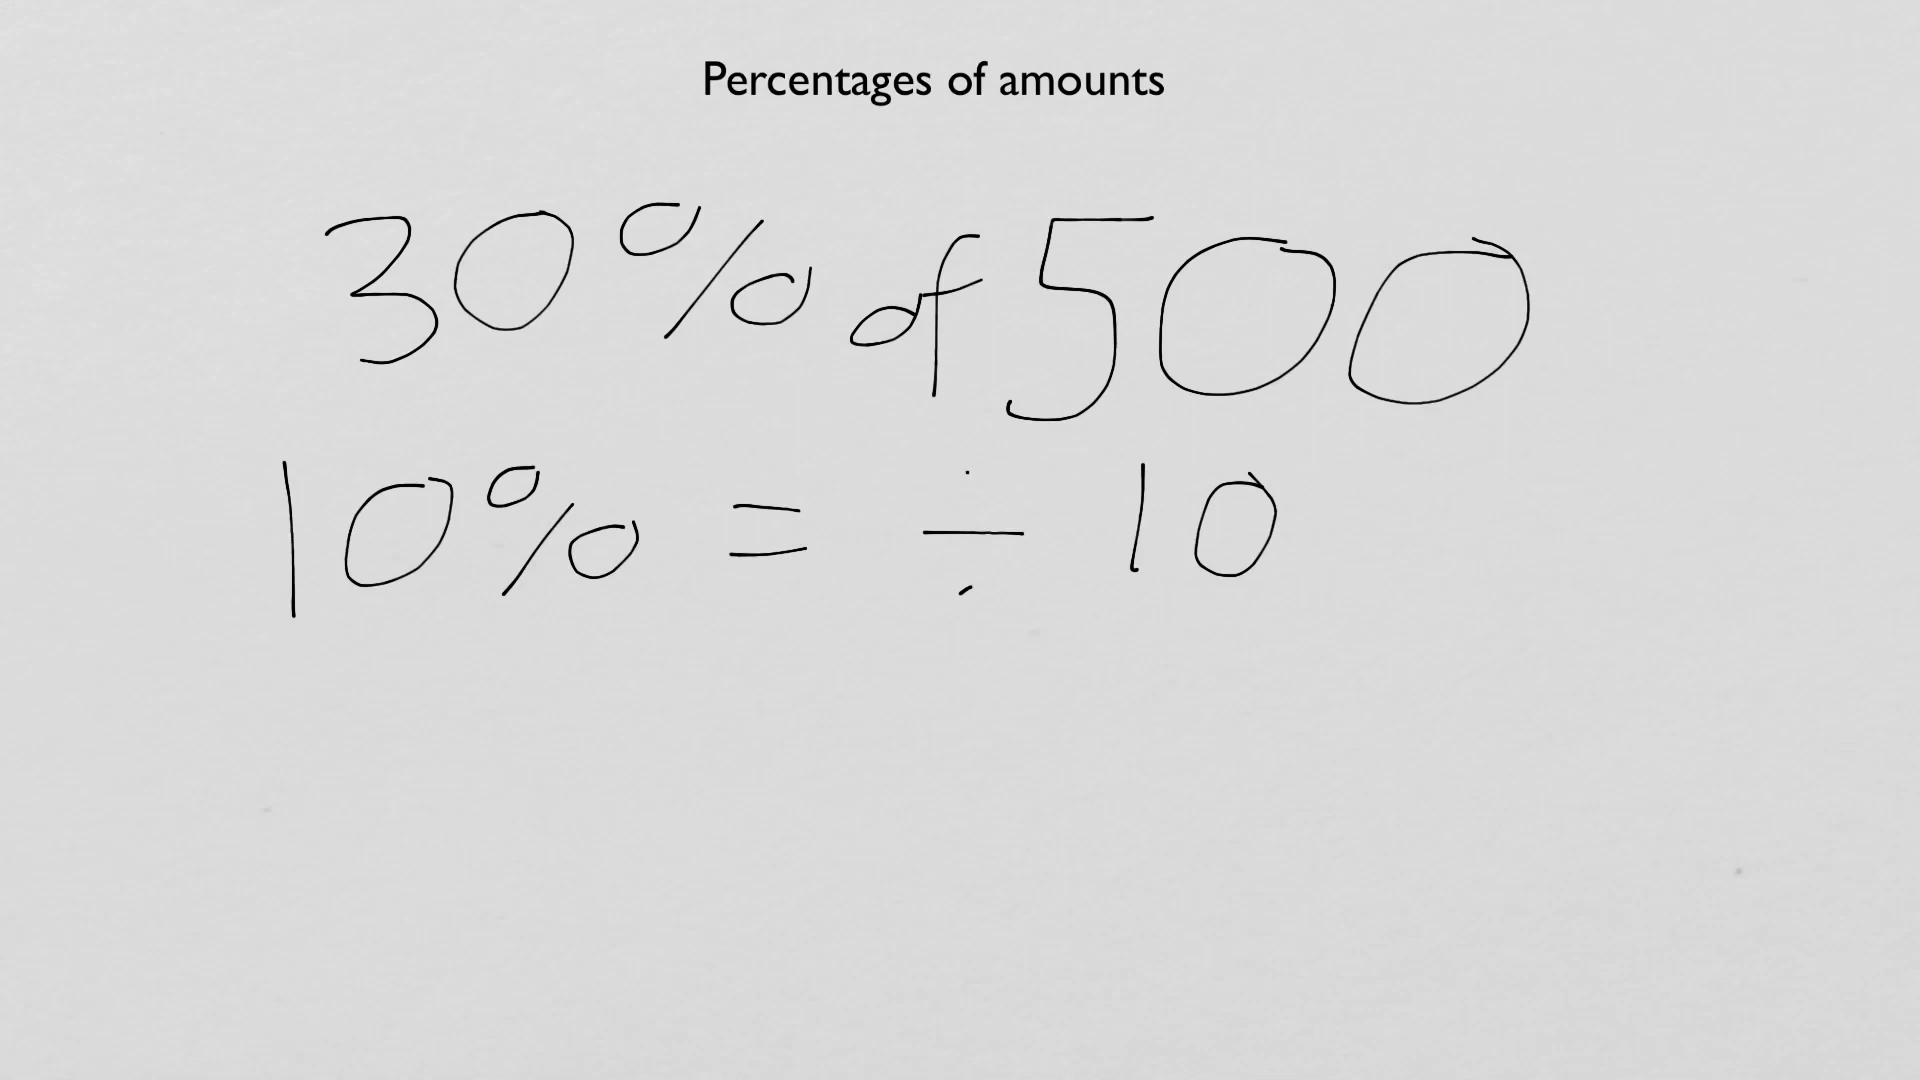 Percentages of amounts
30% of 500
10% = ÷ 10